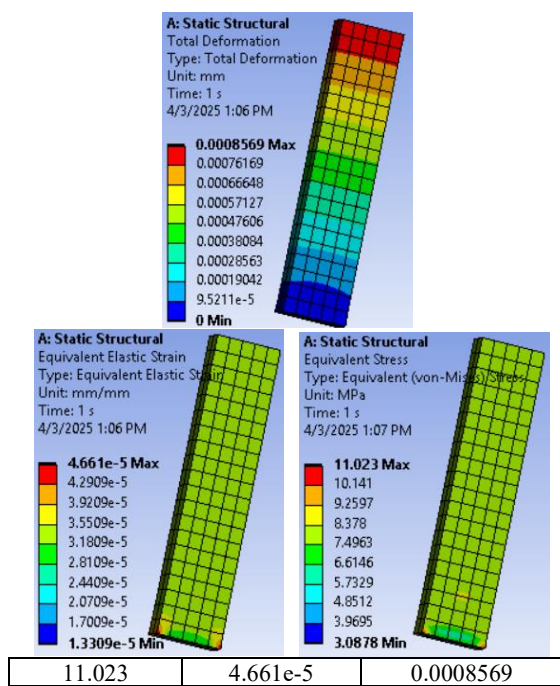 A: Static Structural
Total Deformation
Type: Total Deformation
Unit: mm
Time: 1 s
4/3/2025 1:06 PM
0.0008569 Max
0.00076169
0.00066648
0.00057127
0.00047606
0.00038084
0.00028563
0.00019042
9.5211e-5
0 Min
A: Static Structural
Equivalent Elastic Strain
Type: Equivalent Elastic Strain
Unit: mm/mm
Time: 1 s
4/3/2025 1:06 PM
4.661e-5 Max
4.2909e-5
3.9209e-5
3.5509e-5
3.1809e-5
2.8109e-5
2.4409e-5
2.0709e-5
1.7009e-5
1.3309e-5 Min
A: Static Structural
Equivalent Stress
Type: Equivalent (von-Mises) Stress
Unit: MPa
Time: 1 s
4/3/2025 1:07 PM
11.023 Max
10.141
9.2597
8.378
7.4963
6.6146
5.7329
4.8512
3.9695
3.0878 Min
11.023 4.661e-5 0.0008569